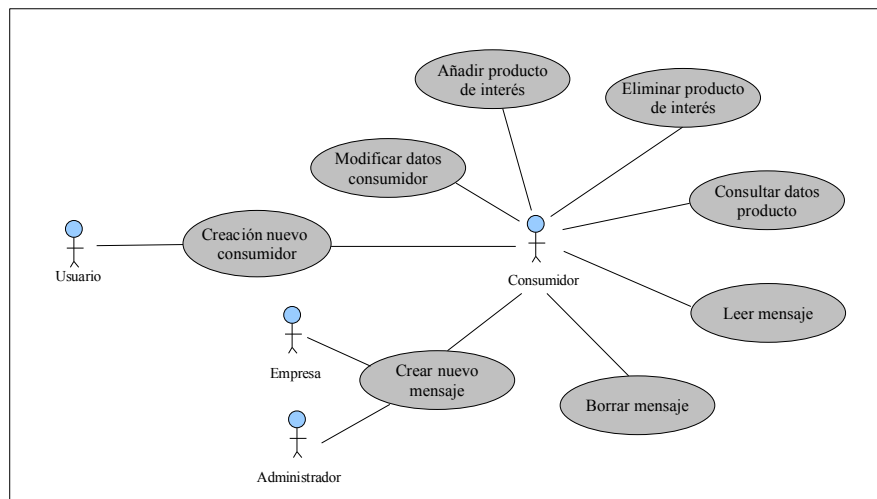 Añadir producto
de interés
Eliminar producto
de interés
Modificar datos
consumidor
Consultar datos
producto
Creación nuevo
consumidor
Usuario
Consumidor
Leer mensaje
Empresa
Crear nuevo
mensaje
Borrar mensaje
Administrador